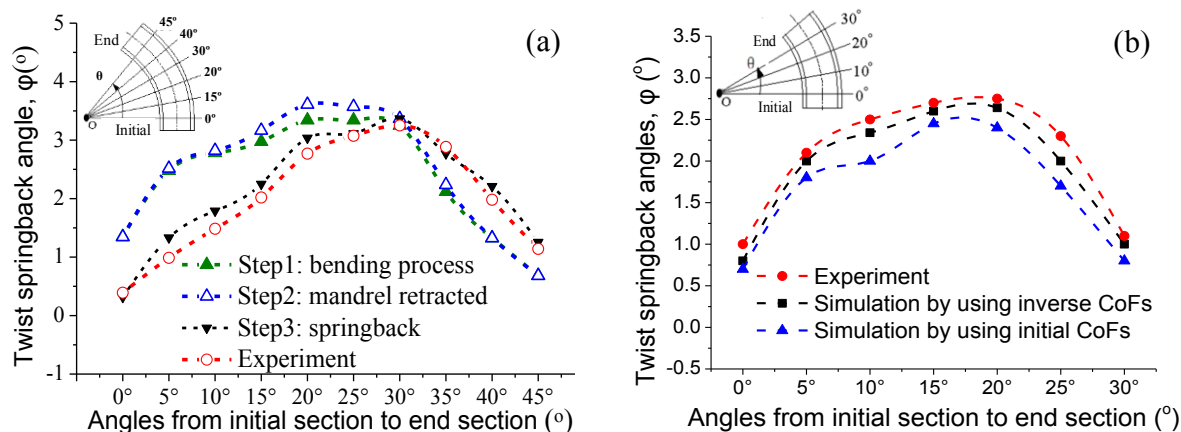 (a)
45°
40°
30°
20°
15°
0°
End
θ
O
Initial
Twist springback angle, φ(°)
5
4
3
2
1
0
-1
Step1: bending process
Step2: mandrel retracted
Step3: springback
Experiment
0° 5° 10° 15° 20° 25° 30° 35° 40° 45°
Angles from initial section to end section (°)
(b)
30°
20°
10°
0°
End
θ
O
Initial
Twist springback angles, φ (°)
3.5
3.0
2.5
2.0
1.5
1.0
0.5
0.0
-0.5
Experiment
Simulation by using inverse CoFs
Simulation by using initial CoFs
0° 5° 10° 15° 20° 25° 30°
Angles from initial section to end section (°)